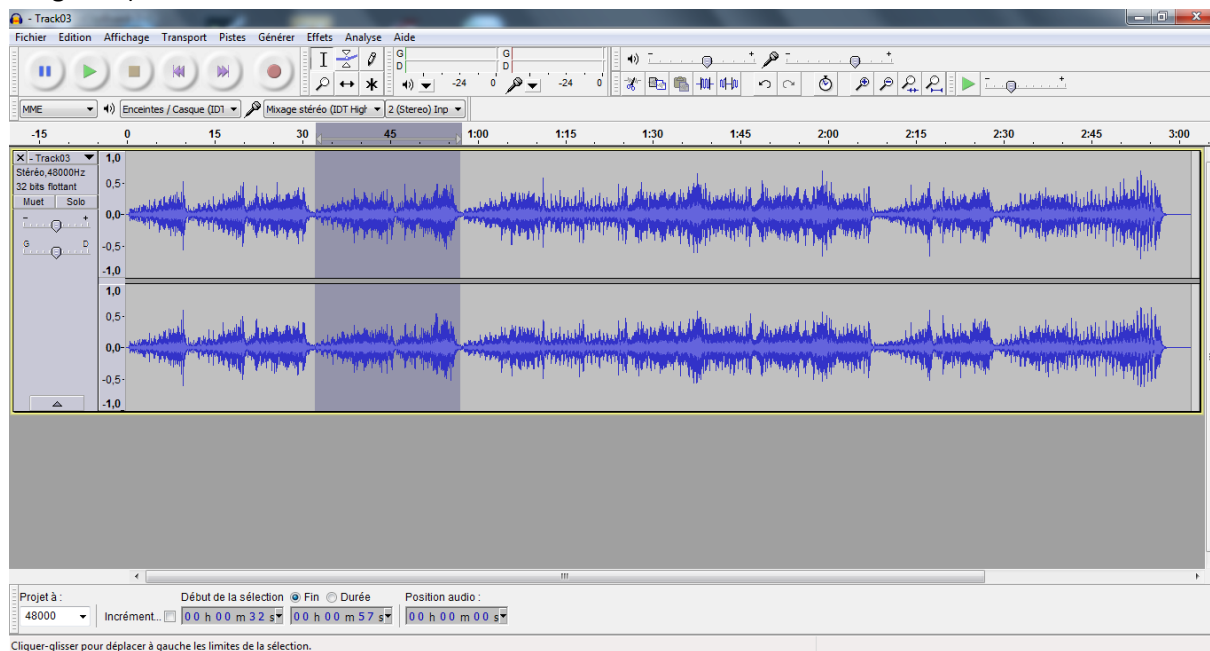 - Track03
Fichier Edition Affichage Transport Pistes Générer Effets Analyse Aide
G G
D D
-24 0 -24 0
MME Enceintes / Casque (ID1 Mixage stéréo (IDT High 2 (Stereo) Inp
-15 0 15 30 45 1:00 1:15 1:30 1:45 2:00 2:15 2:30 2:45 3:00
- Track03 1,0
Stéréo,48000Hz
32 bits flottant 0,5-
Muet Solo
- + 0,0-
G D -0,5-
-1,0
1,0
0,5-
0,0-
-0,5-
-1,0
Projet à : Début de la sélection Fin Durée Position audio :
48000 Incrément... 00 h 00 m 32 s 00 h 00 m 57 s 00 h 00 m 00 s
Cliquer-glisser pour déplacer à gauche les limites de la sélection.